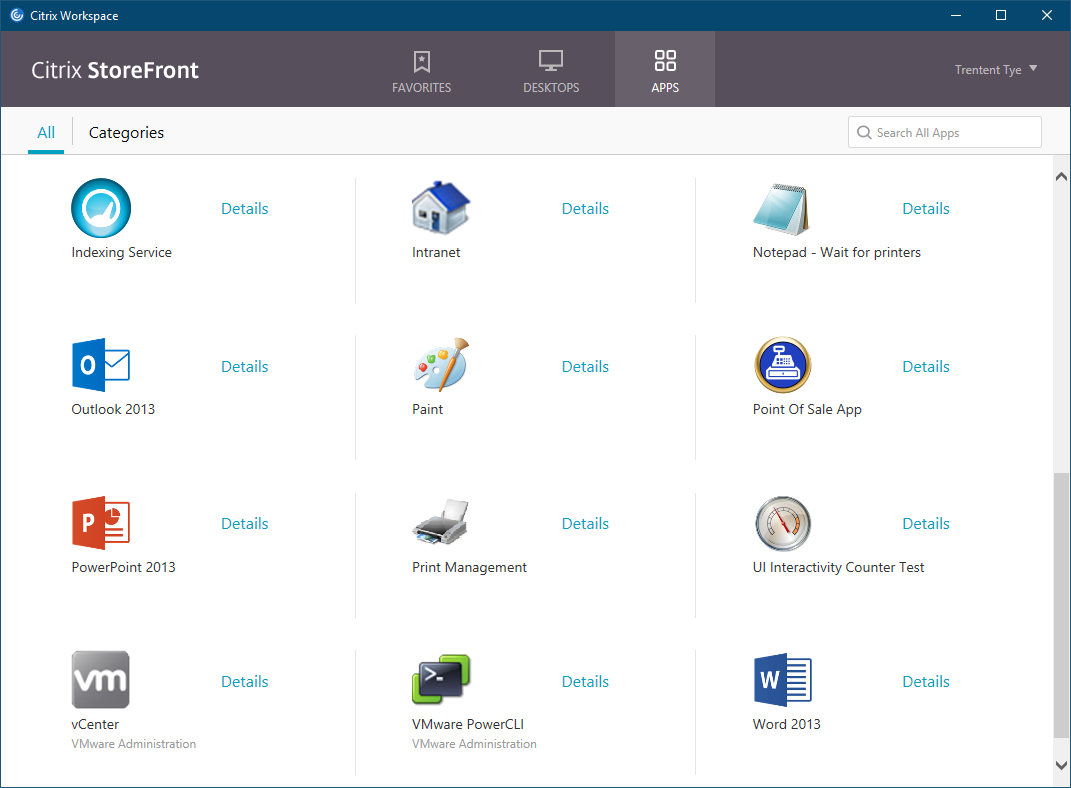 Citrix Workspace
Citrix StoreFront
FAVORITES
DESKTOPS
APPS
Trentent Tye
All
Categories
Search All Apps
Details
Details
Details
Indexing Service
Intranet
Notepad - Wait for printers
O
Details
Details
Details
Outlook 2013
Paint
Point Of Sale App
P
Details
Details
Details
PowerPoint 2013
Print Management
UI Interactivity Counter Test
vm
Details
>_
Details
W
Details
vCenter
VMware PowerCLI
Word 2013
VMware Administration
VMware Administration